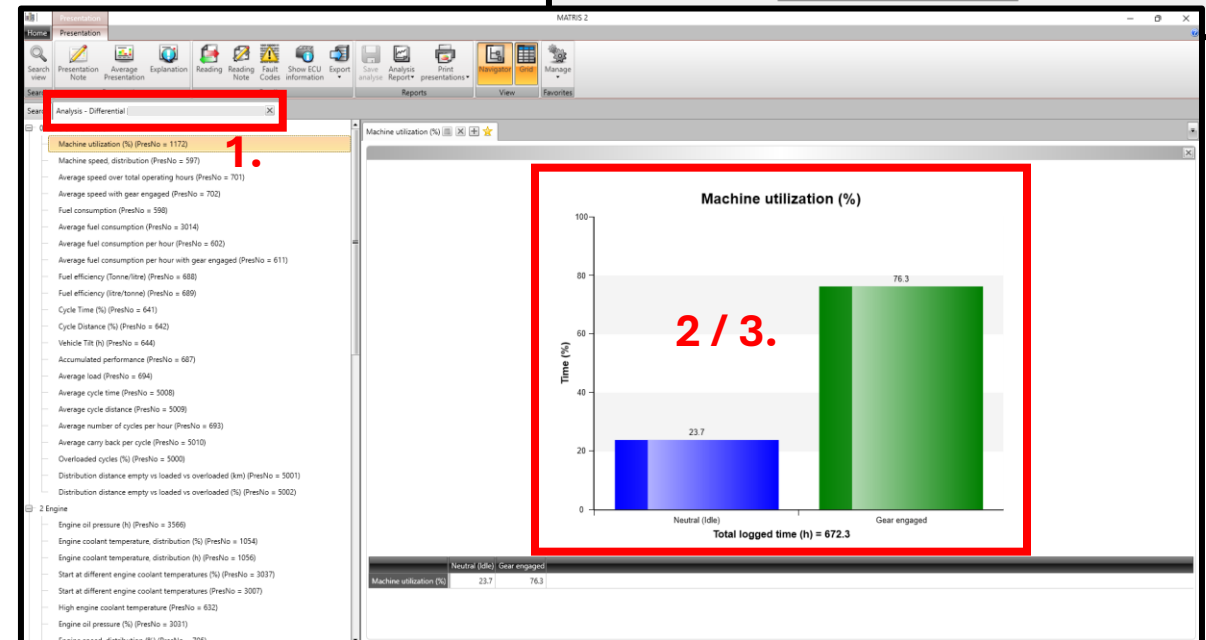 Presentation
MATRIS 2
Home Presentation
Search view
Presentation Note
Average Presentation
Explanation
Reading
Reading Note
Fault Codes
Show ECU information
Export
Save analyse
Analysis Report
Print presentations
Navigator
Grid
Manage
Reports
View
Favorites
Analysis - Differential
1.
Machine utilization (%) (PresNo = 1172)
Machine speed, distribution (PresNo = 597)
Average speed over total operating hours (PresNo = 701)
Average speed with gear engaged (PresNo = 702)
Fuel consumption (PresNo = 598)
Average fuel consumption (PresNo = 3014)
Average fuel consumption per hour (PresNo = 602)
Average fuel consumption per hour with gear engaged (PresNo = 611)
Fuel efficiency (Tonne/litre) (PresNo = 688)
Fuel efficiency (litre/tonne) (PresNo = 689)
Cycle Time (%) (PresNo = 641)
Cycle Distance (%) (PresNo = 642)
Vehicle Tilt (h) (PresNo = 644)
Accumulated performance (PresNo = 687)
Average load (PresNo = 694)
Average cycle time (PresNo = 5008)
Average cycle distance (PresNo = 5009)
Average number of cycles per hour (PresNo = 693)
Average carry back per cycle (PresNo = 5010)
Overloaded cycles (%) (PresNo = 5000)
Distribution distance empty vs loaded vs overloaded (km) (PresNo = 5001)
Distribution distance empty vs loaded vs overloaded (%) (PresNo = 5002)
2 Engine
Engine oil pressure (h) (PresNo = 3566)
Engine coolant temperature, distribution (%) (PresNo = 1054)
Engine coolant temperature, distribution (h) (PresNo = 1056)
Start at different engine coolant temperatures (%) (PresNo = 3037)
Start at different engine coolant temperatures (PresNo = 3007)
High engine coolant temperature (PresNo = 632)
Engine oil pressure (%) (PresNo = 3031)
Machine utilization (%)
Machine utilization (%)
100
80
60
40
20
0
Time (%)
23.7
76.3
2 / 3.
Neutral (Idle)
Gear engaged
Total logged time (h) = 672.3
Neutral (Idle) Gear engaged
Machine utilization (%) 23.7 76.3